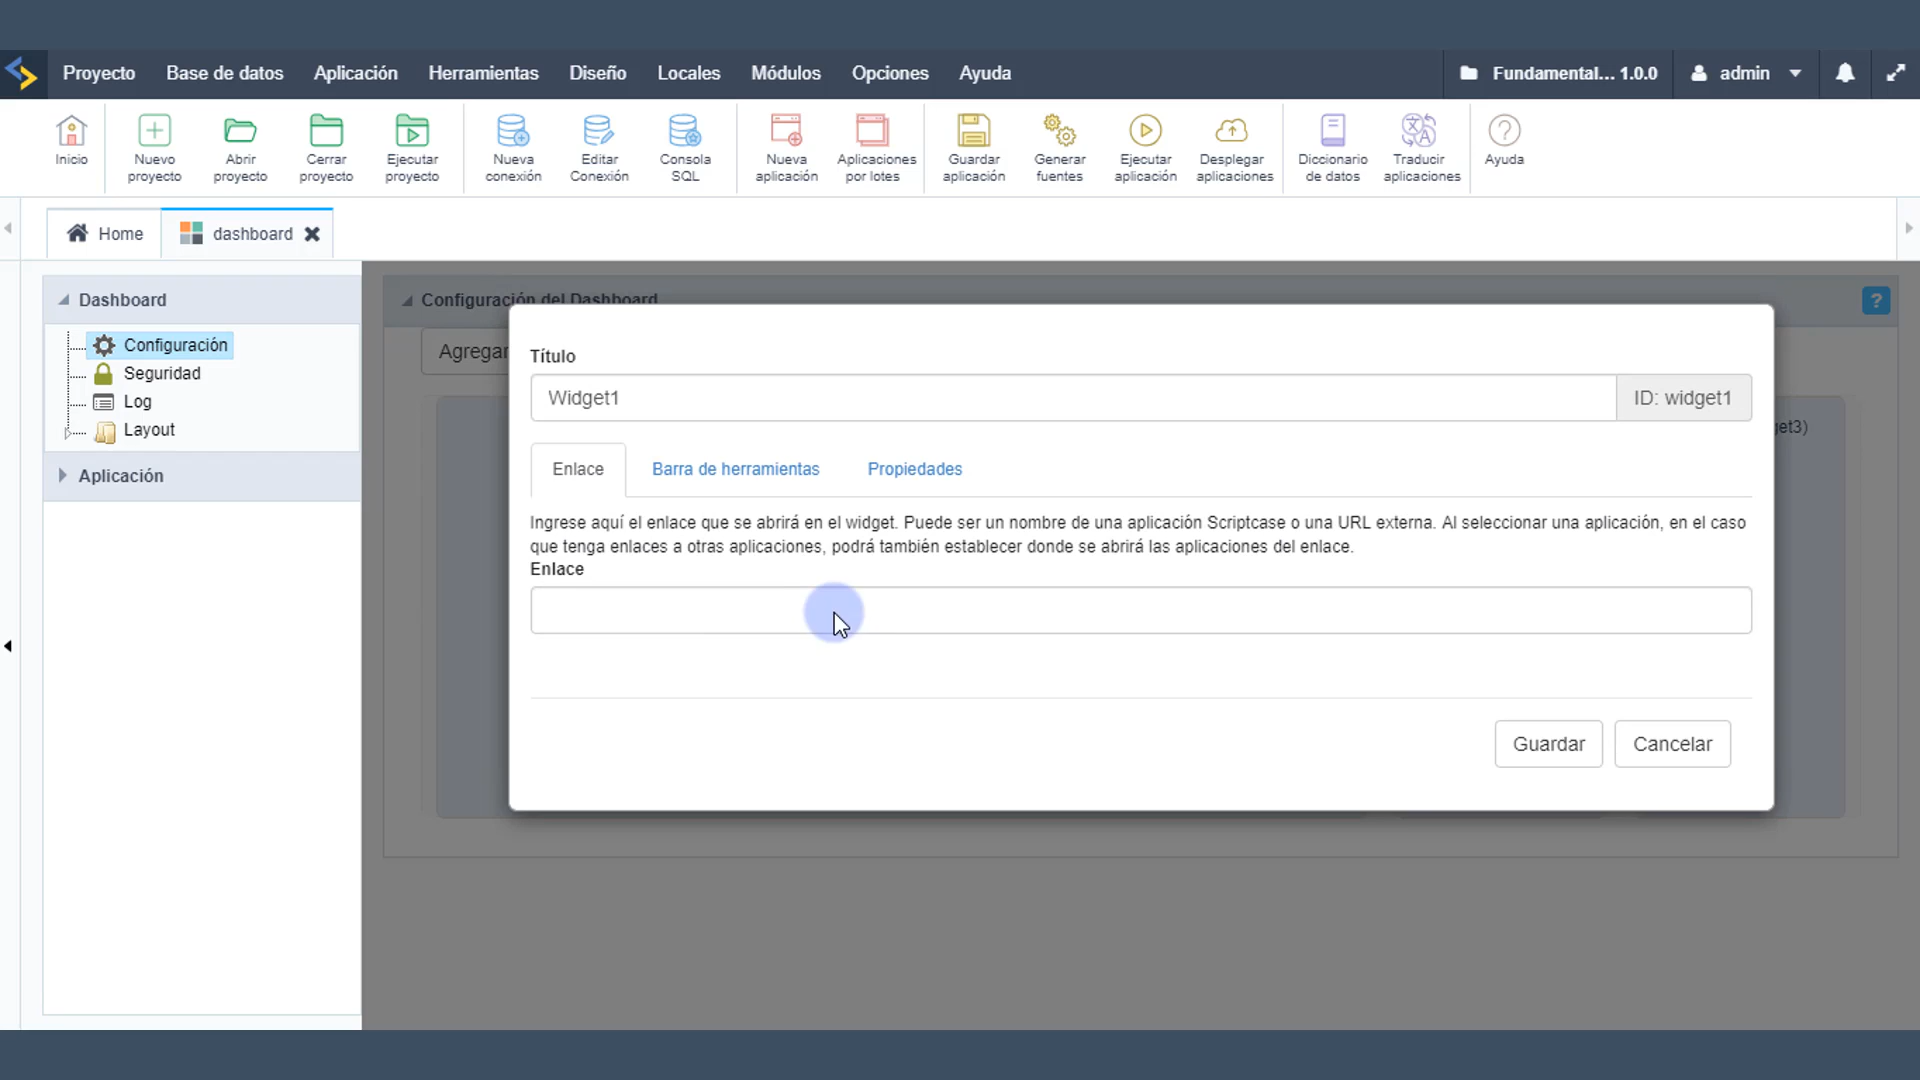 Proyecto Base de datos Aplicación Herramientas Diseño Locales Módulos Opciones Ayuda Fundamental... 1.0.0 admin
Inicio
Nuevo proyecto
Abrir proyecto
Cerrar proyecto
Ejecutar proyecto
Nueva conexión
Editar Conexión
Consola SQL
Nueva aplicación
Aplicaciones por lotes
Guardar aplicación
Generar fuentes
Ejecutar aplicación
Desplegar aplicaciones
Diccionario de datos
Traducir aplicaciones
Ayuda
Home dashboard
Dashboard
Configuración
Seguridad
Log
Layout
Aplicación
Configuración del Dashboard
?
Agregar
get3)
Título
Widget1 ID: widget1
Enlace Barra de herramientas Propiedades
Ingrese aquí el enlace que se abrirá en el widget. Puede ser un nombre de una aplicación Scriptcase o una URL externa. Al seleccionar una aplicación, en el caso
que tenga enlaces a otras aplicaciones, podrá también establecer donde se abrirá las aplicaciones del enlace.
Enlace
Guardar Cancelar